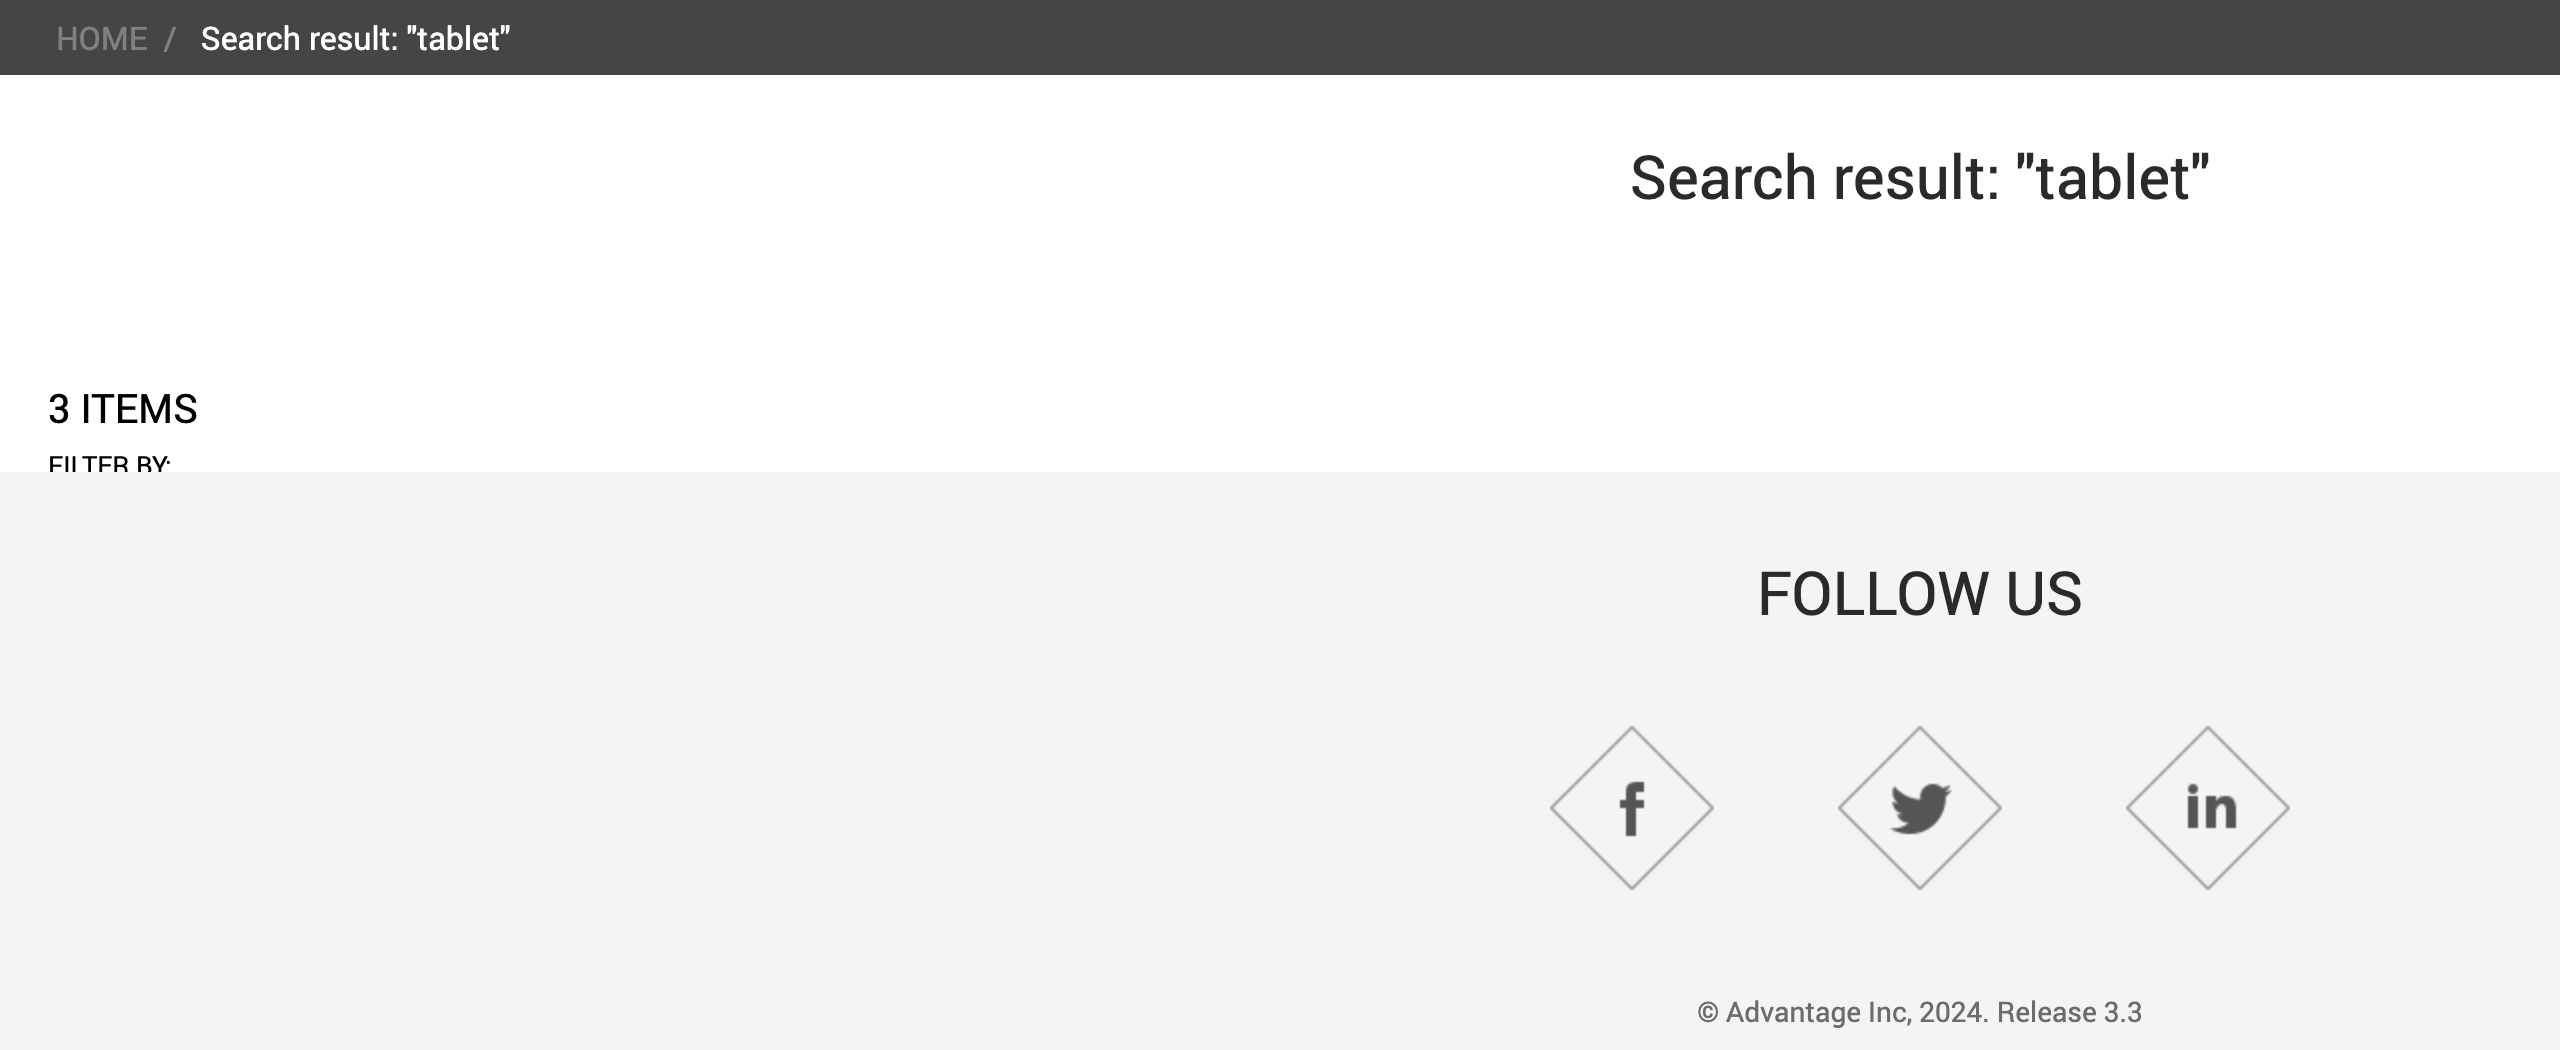 HOME / Search result: "tablet"
Search result: "tablet"
3 ITEMS
FILTER BY:
FOLLOW US
f
in
© Advantage Inc, 2024. Release 3.3